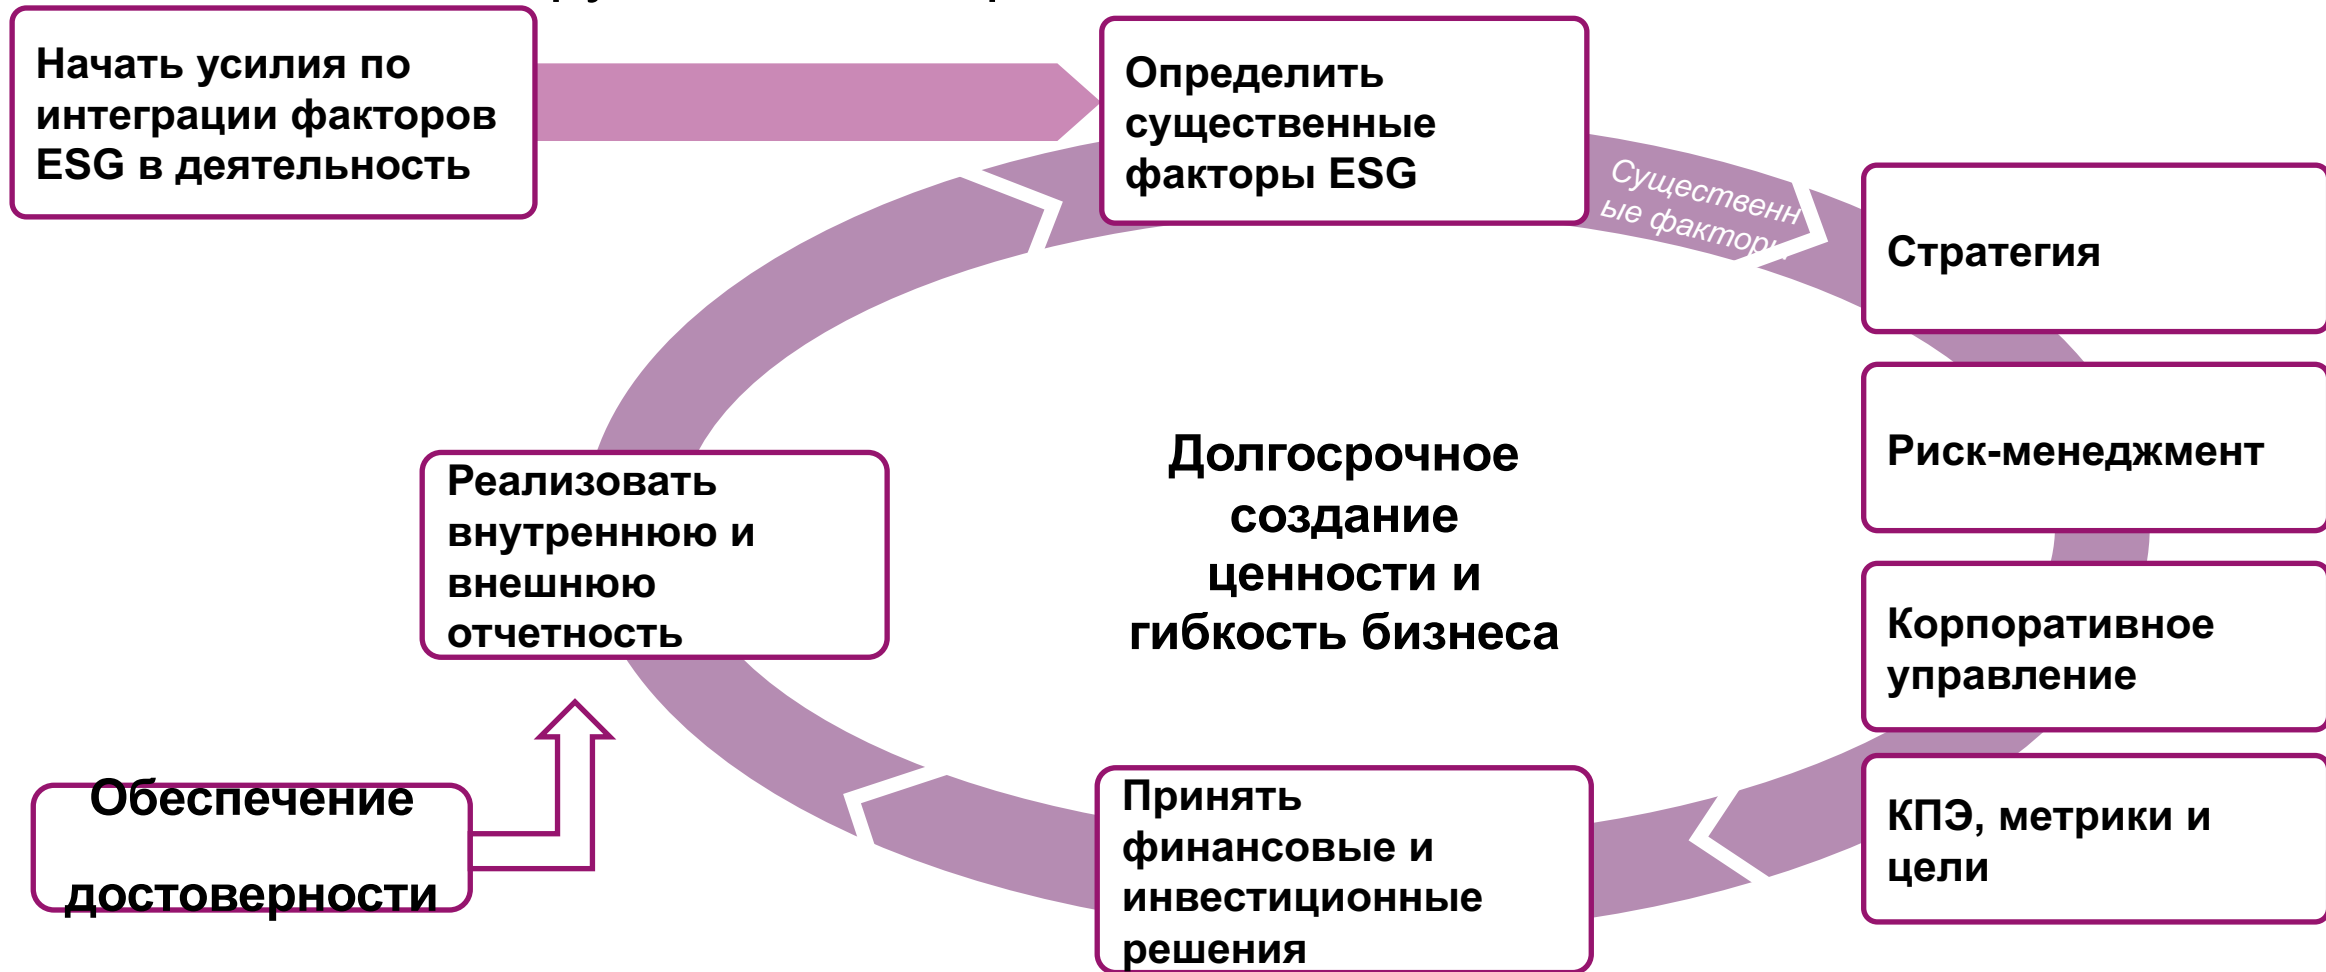 Начать усилия по
интеграции факторов
ESG в деятельность
Определить
существенные
факторы ESG
Существенн
ые факторы
Стратегия
Риск-менеджмент
Корпоративное
управление
КПЭ, метрики и
цели
Долгосрочное
создание
ценности и
гибкость бизнеса
Реализовать
внутреннюю и
внешнюю
отчетность
Принять
финансовые и
инвестиционные
решения
Обеспечение
достоверности